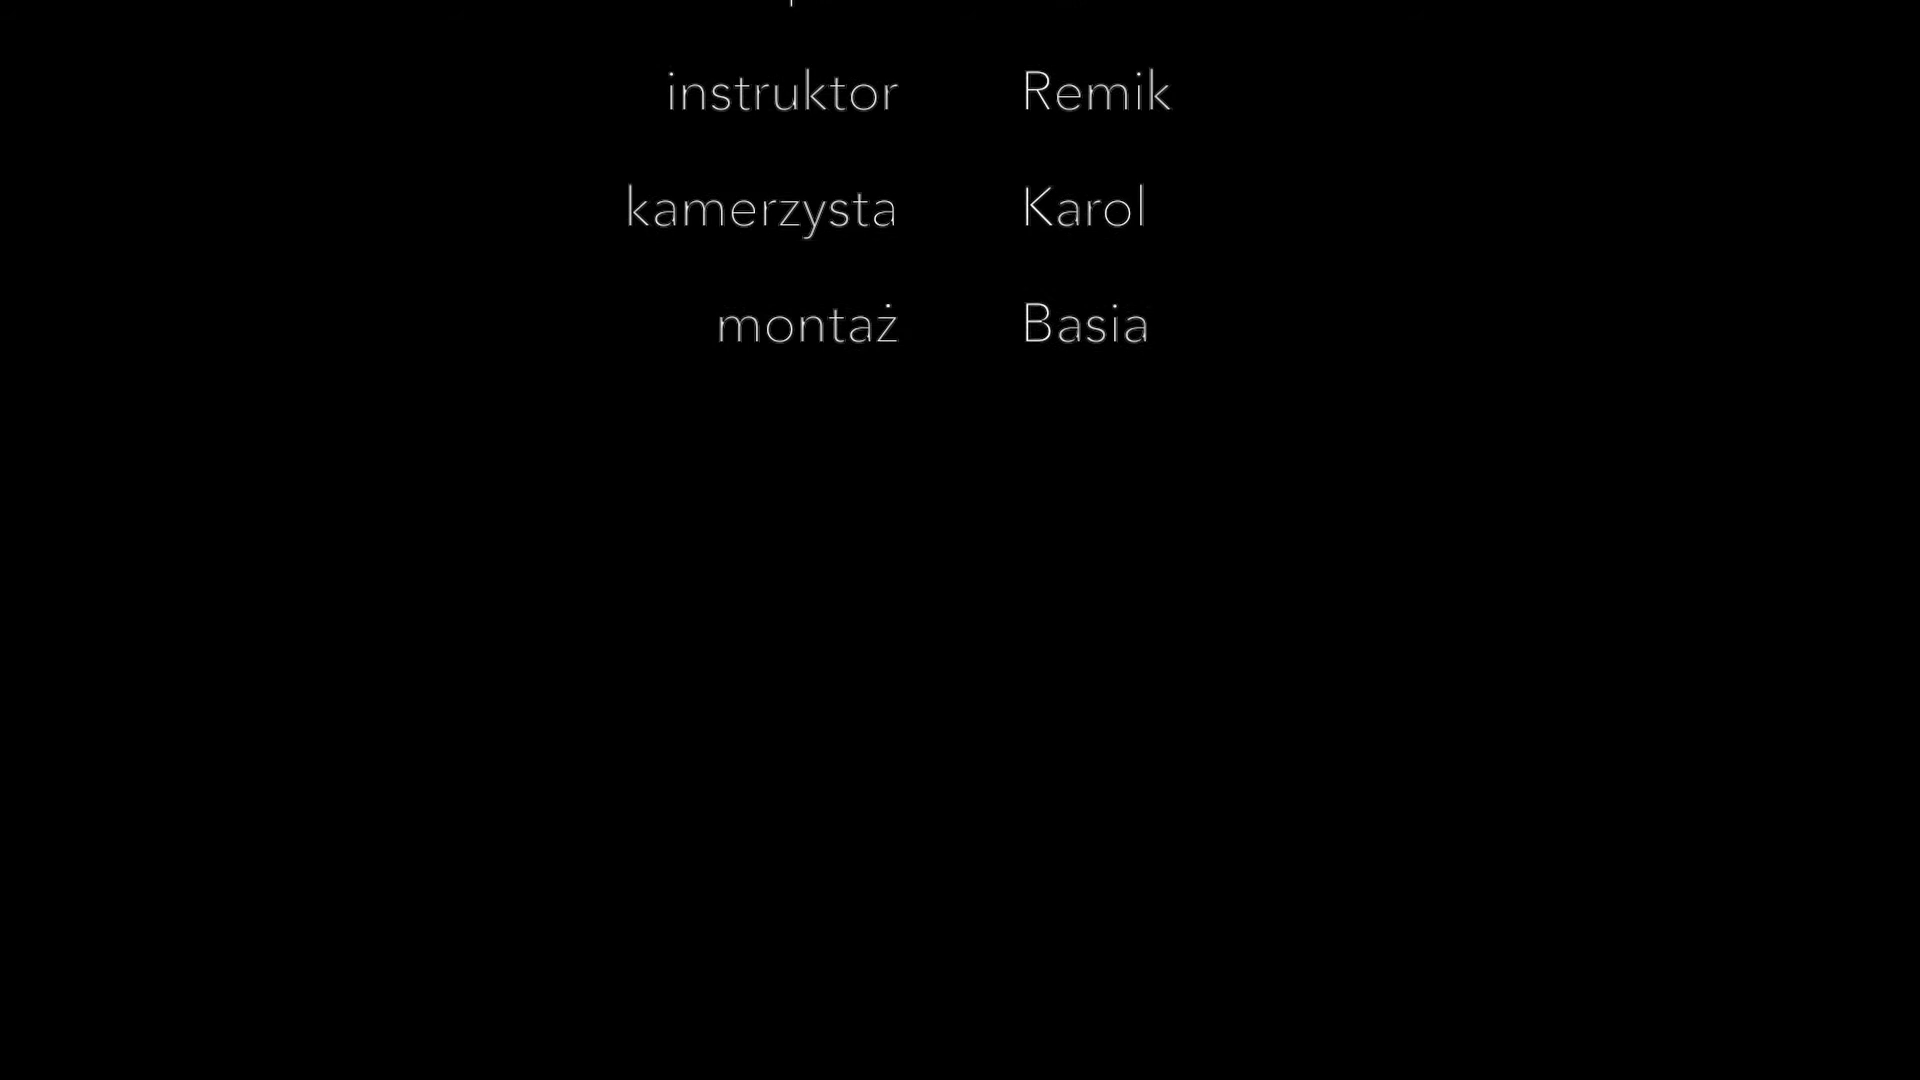 instruktor Remik
kamerzysta Karol
montaż Basia